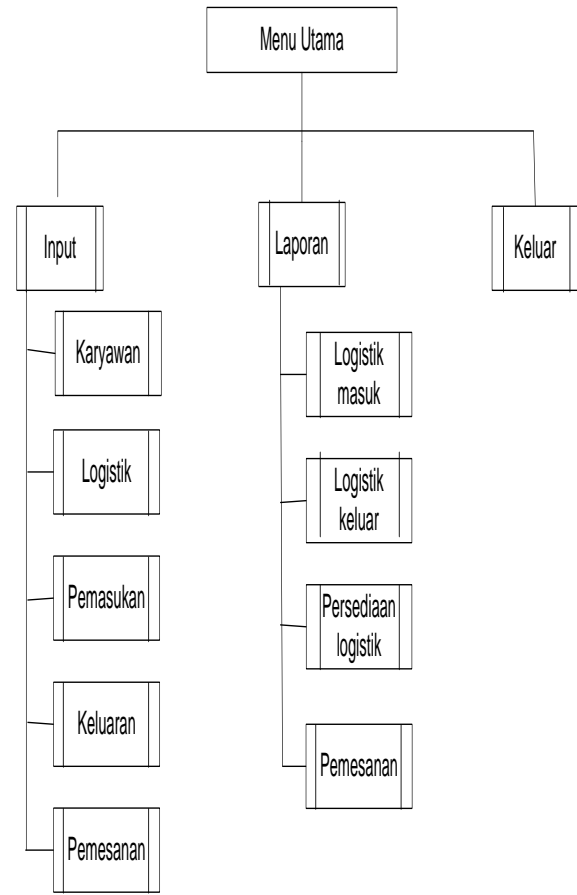 Menu Utama
Input
Laporan
Keluar
Karyawan
Logistik
Pemasukan
Keluaran
Pemesanan
Logistik
masuk
Logistik
keluar
Persediaan
logistik
Pemesanan